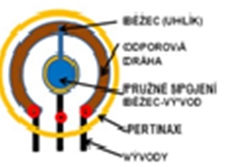 BĚŽEC (UHLÍK)
ODPOROVÁ
DRÁHA
PRUŽNÉ SPOJENÍ
BĚŽEC-VÝVOD
PERTINAX
VÝVODY